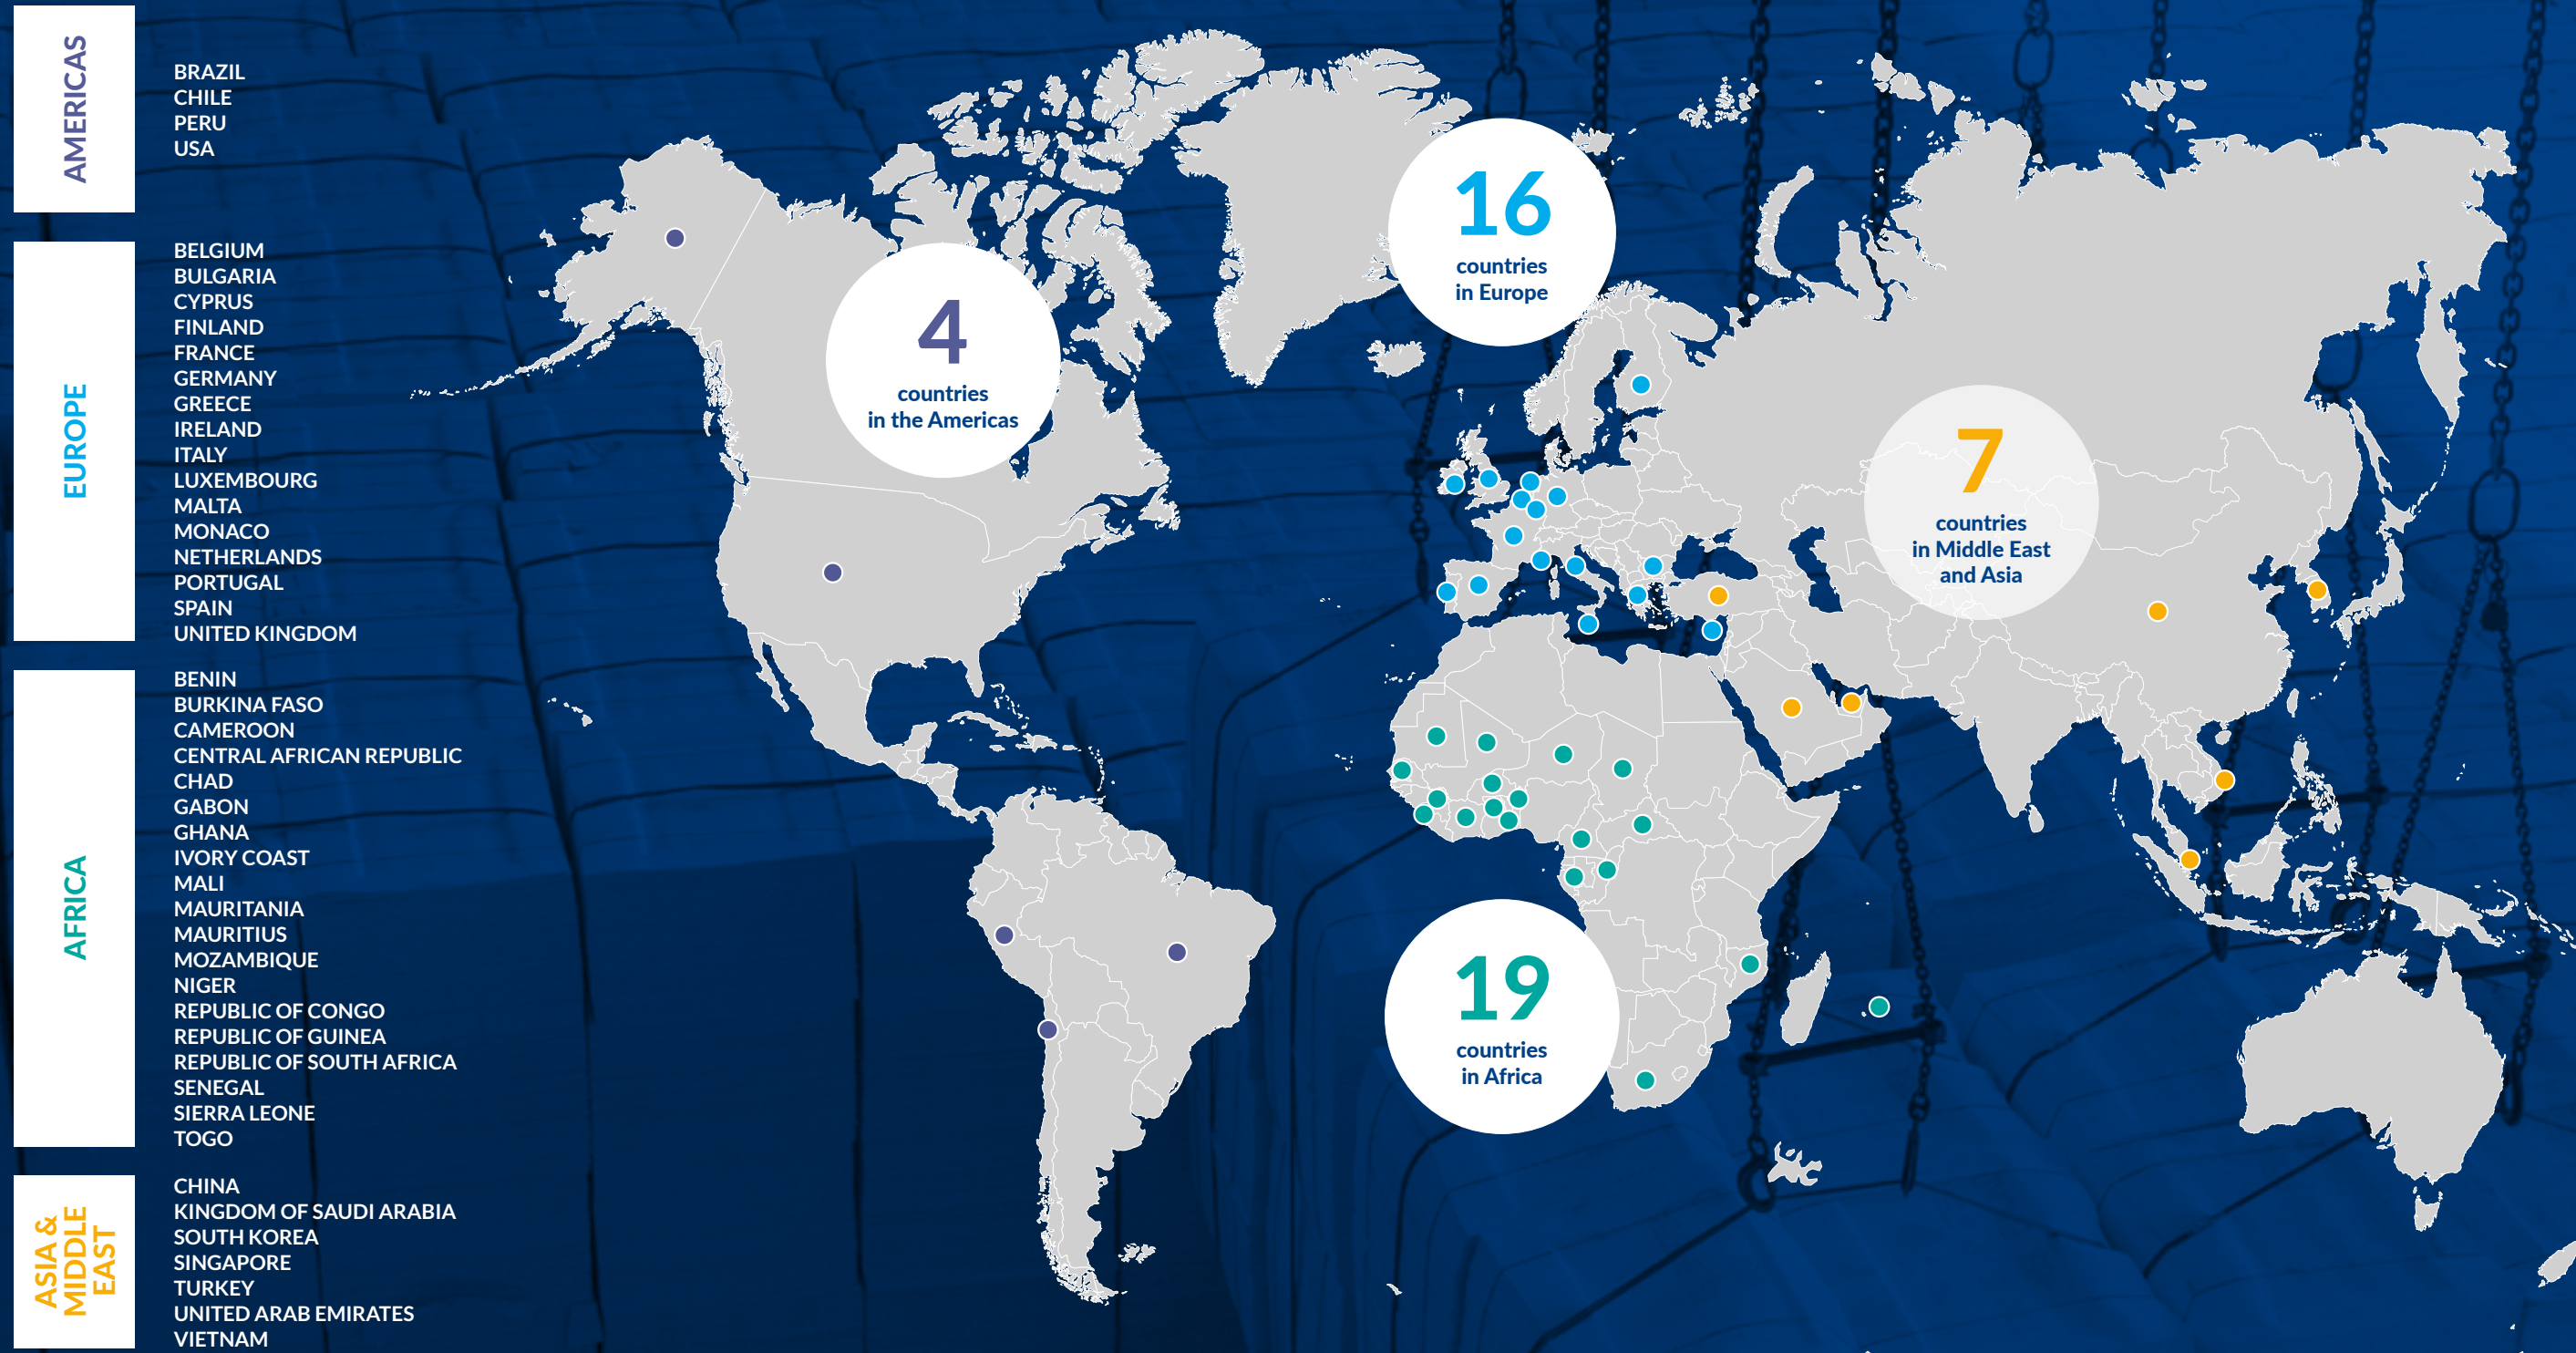 AMERICAS
BRAZIL
CHILE
PERU
USA
EUROPE
BELGIUM
BULGARIA
CYPRUS
FINLAND
FRANCE
GERMANY
GREECE
IRELAND
ITALY
LUXEMBOURG
MALTA
MONACO
NETHERLANDS
PORTUGAL
SPAIN
UNITED KINGDOM
AFRICA
BENIN
BURKINA FASO
CAMEROON
CENTRAL AFRICAN REPUBLIC
CHAD
GABON
GHANA
IVORY COAST
MALI
MAURITANIA
MAURITIUS
MOZAMBIQUE
NIGER
REPUBLIC OF CONGO
REPUBLIC OF GUINEA
REPUBLIC OF SOUTH AFRICA
SENEGAL
SIERRA LEONE
TOGO
ASIA &
MIDDLE
EAST
CHINA
KINGDOM OF SAUDI ARABIA
SOUTH KOREA
SINGAPORE
TURKEY
UNITED ARAB EMIRATES
VIETNAM
4
countries
in the Americas
16
countries
in Europe
7
countries
in Middle East
and Asia
19
countries
in Africa